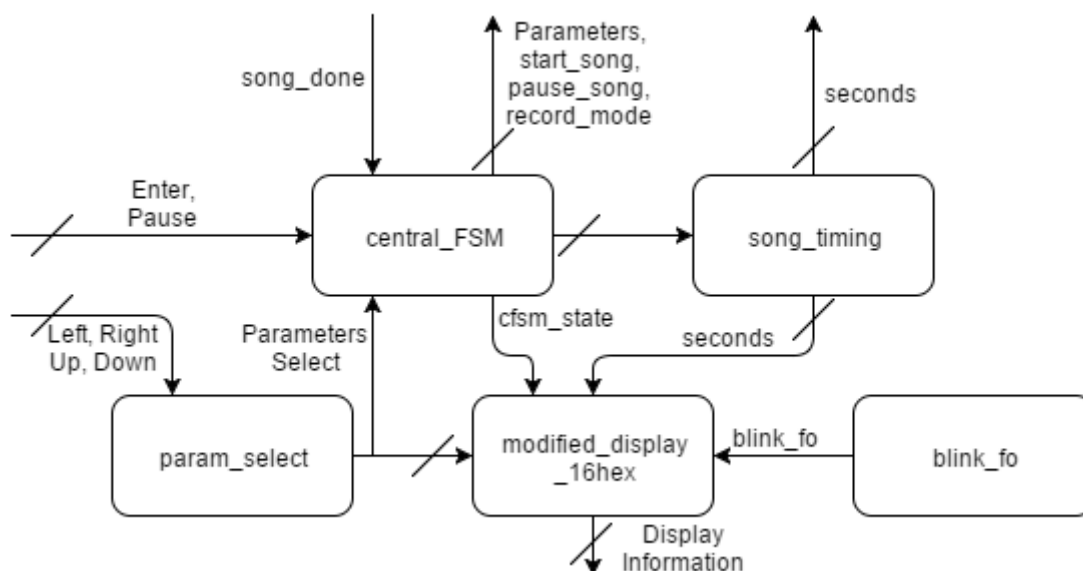 song_done
Parameters,
start_song,
pause_song,
record_mode
seconds
Enter,
Pause
central_FSM
song_timing
Left, Right
Up, Down
Parameters
Select
cfsm_state
seconds
param_select
modified_display
_16hex
blink_fo
blink_fo
Display
Information